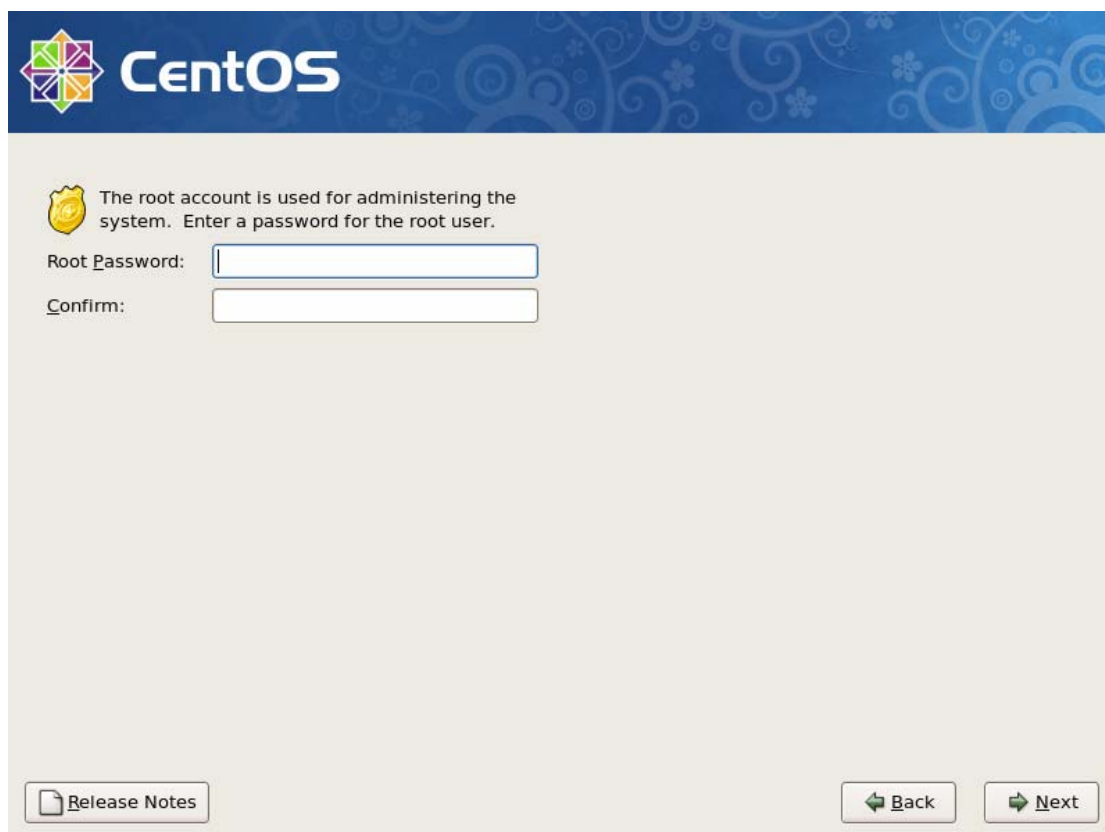 CentOS
The root account is used for administering the
system.  Enter a password for the root user.
Root Password:
Confirm:
Release Notes
Back
Next